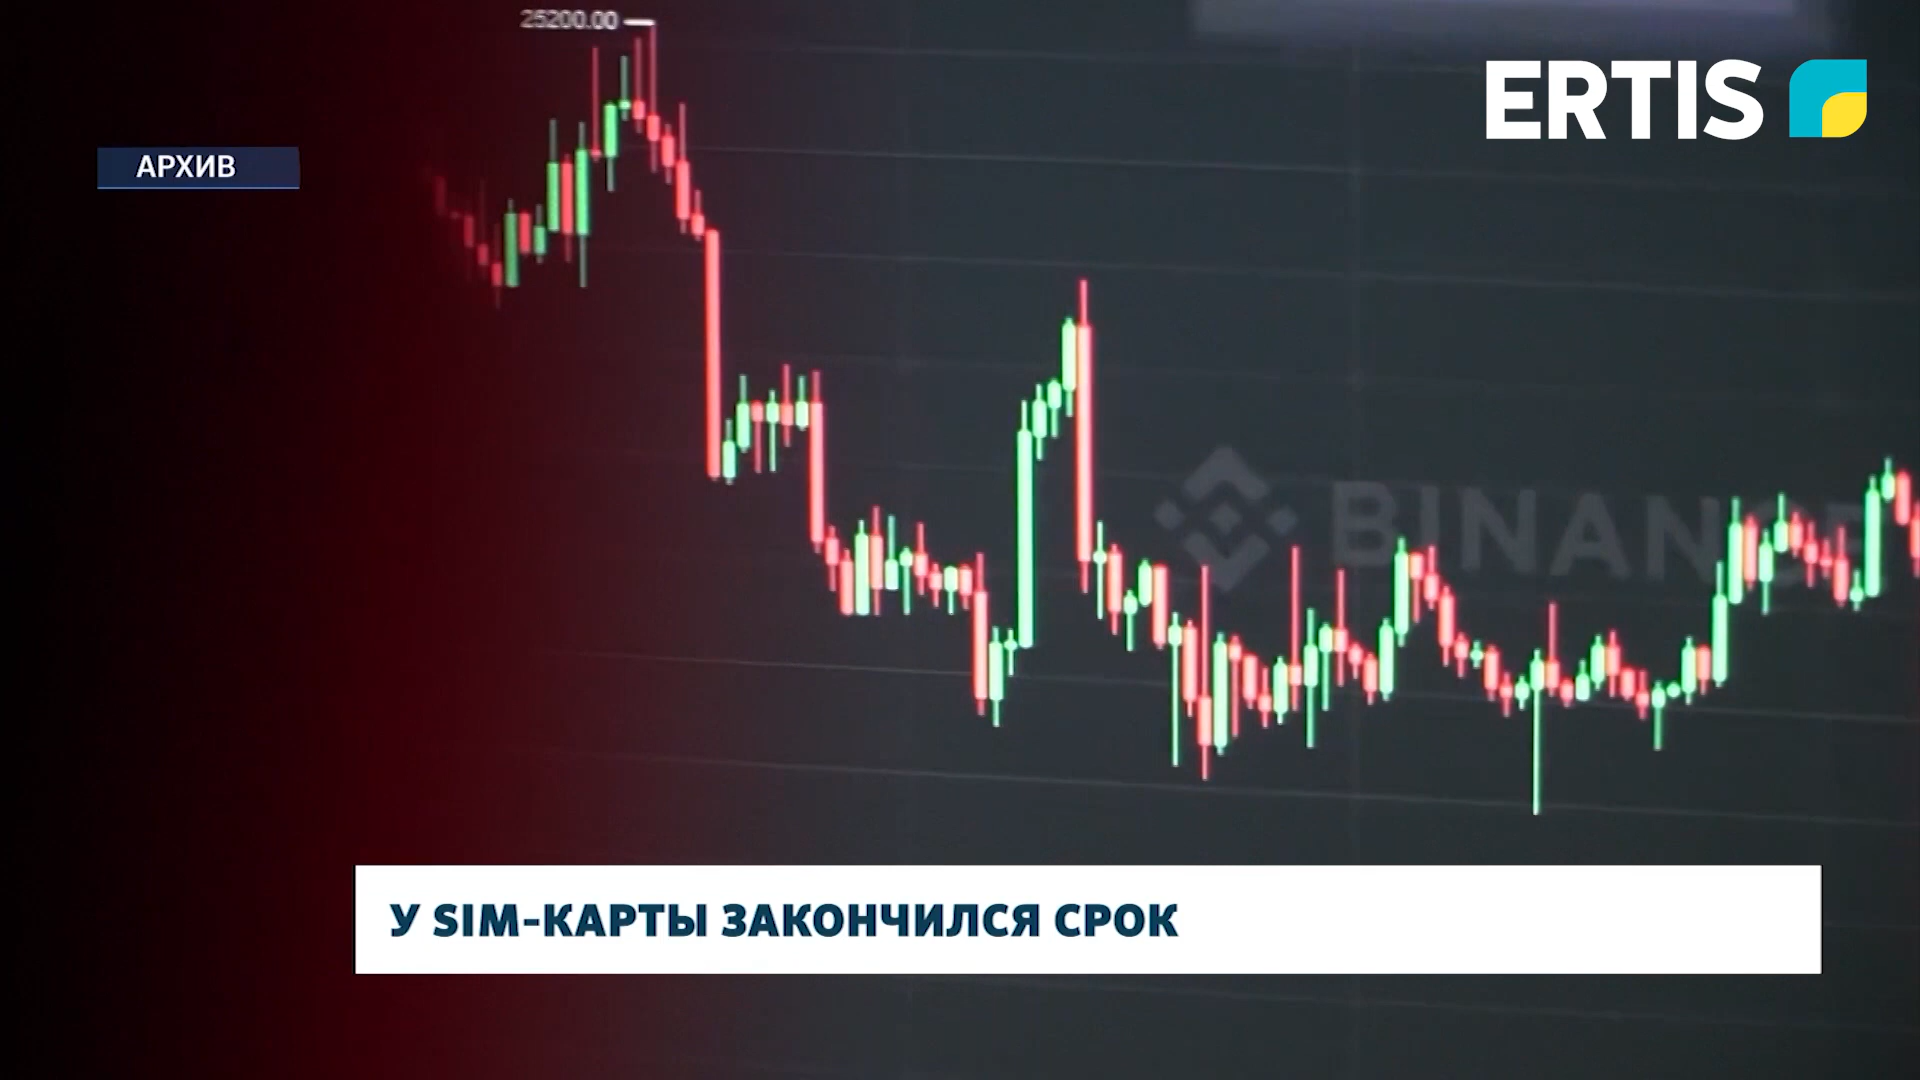 25200.00
ERTIS
АРХИВ
BINANCE
У SIM-КАРТЫ ЗАКОНЧИЛСЯ СРОК